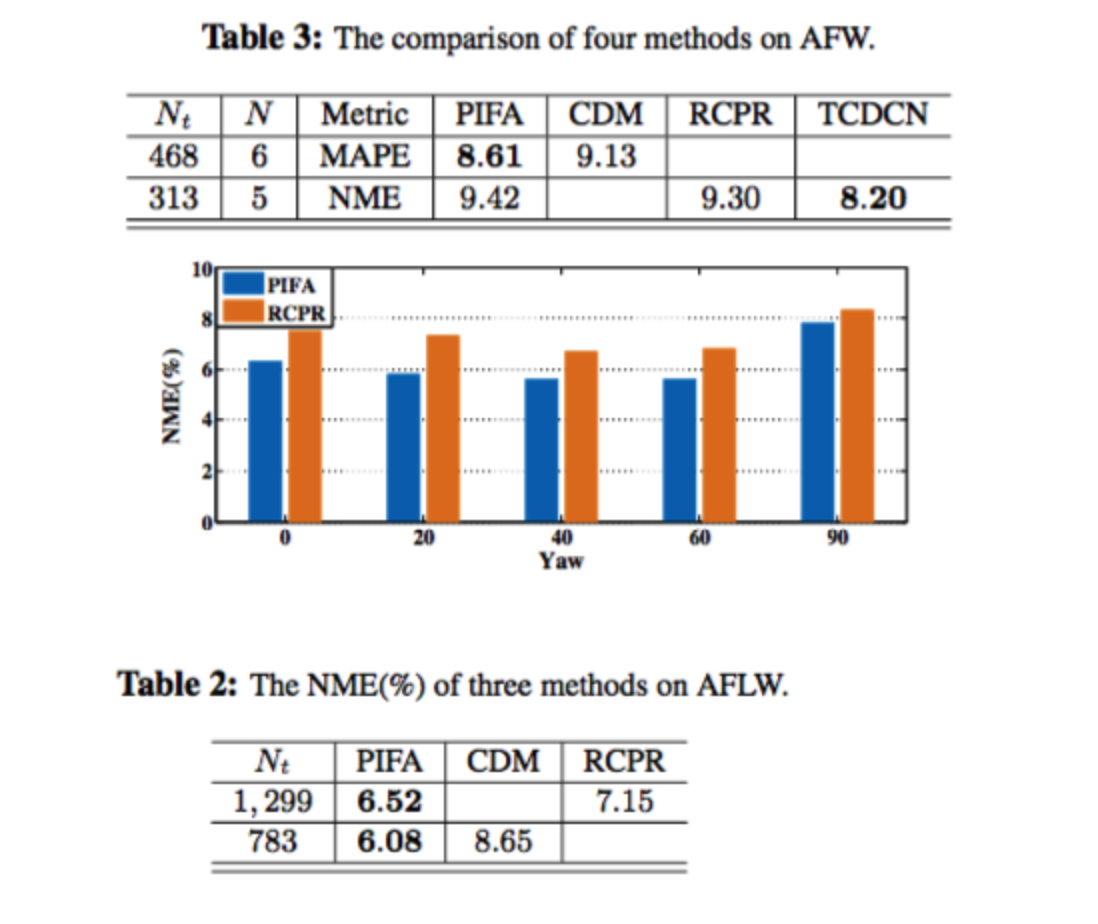 Table 3: The comparison of four methods on AFW.
Nt N Metric PIFA CDM RCPR TCDCN
468 6 MAPE 8.61 9.13
313 5 NME 9.42 9.30 8.20
10
PIFA
RCPR
8
6
4
2
0
NME(%)
0 20 40 60 90
Yaw
Table 2: The NME(%) of three methods on AFLW.
Nt PIFA CDM RCPR
1,299 6.52 7.15
783 6.08 8.65